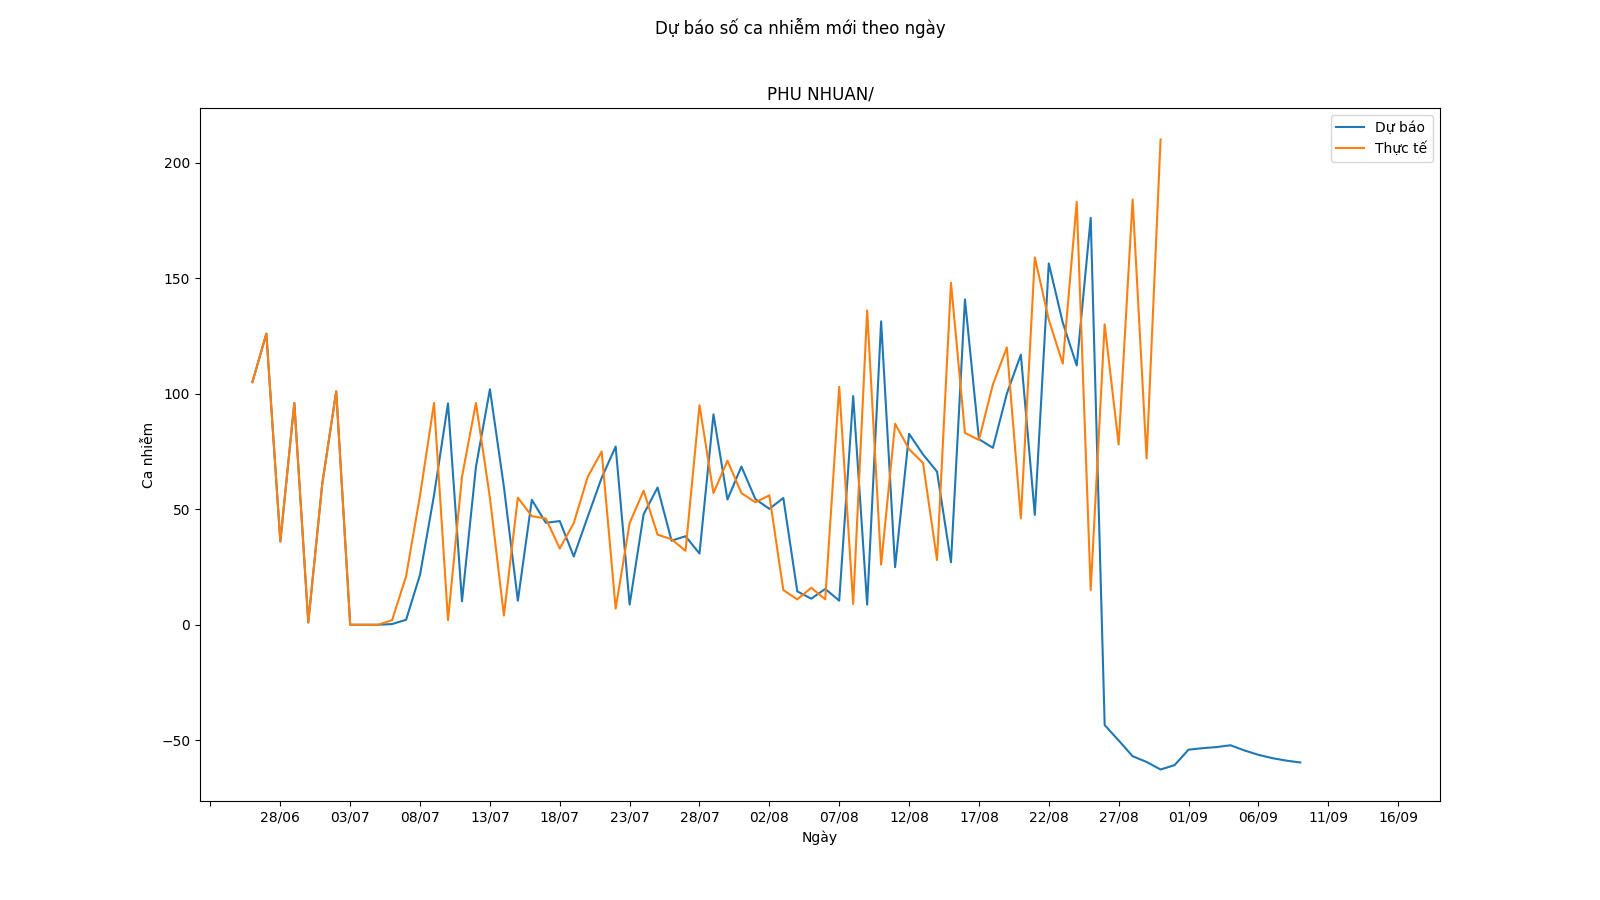 Dự báo số ca nhiễm mới theo ngày
PHU NHUAN/
Dự báo
Thực tế
200
150
100
50
0
−50
Ca nhiễm
28/06 03/07 08/07 13/07 18/07 23/07 28/07 02/08 07/08 12/08 17/08 22/08 27/08 01/09 06/09 11/09 16/09
Ngày